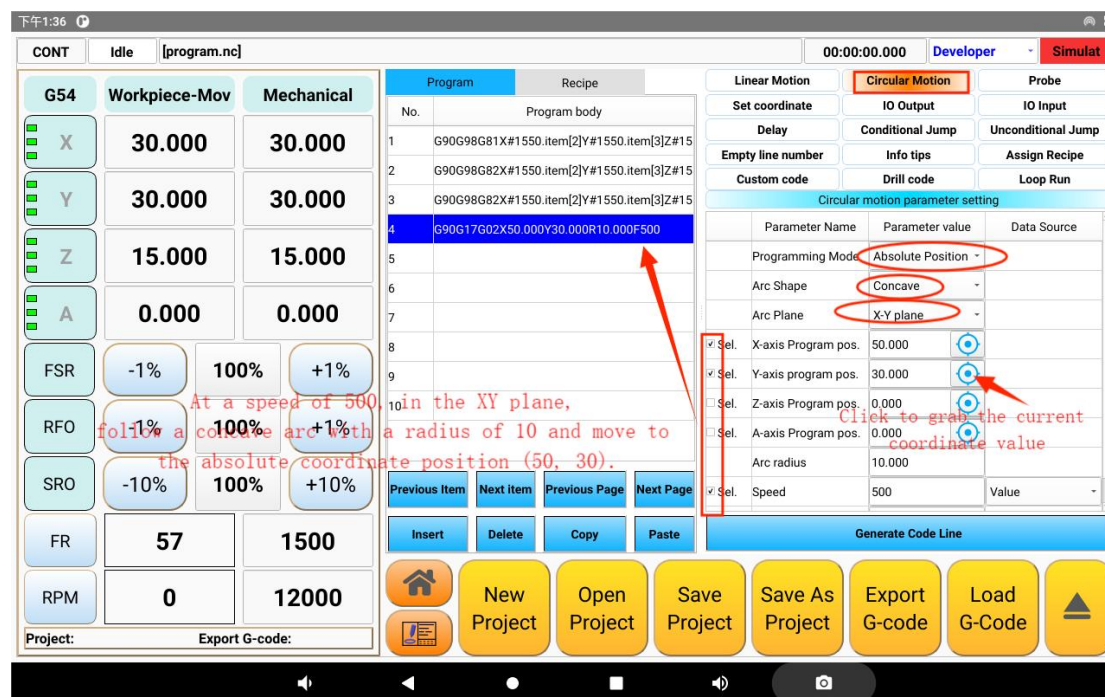 下午1:36
CONT Idle [program.nc] 00:00:00.000 Developer Simulat
G54 Workpiece-Mov Mechanical
X 30.000 30.000
Y 30.000 30.000
Z 15.000 15.000
A 0.000 0.000
FSR -1% 100% +1%
RFO -1% 100% +1%
SRO -10% 100% +10%
FR 57 1500
RPM 0 12000
Project: Export G-code:
Program Recipe
No. Program body
1 G90G98G81X#1550.item[2]Y#1550.item[3]Z#15
2 G90G98G82X#1550.item[2]Y#1550.item[3]Z#15
3 G90G98G82X#1550.item[2]Y#1550.item[3]Z#15
4 G90G17G02X50.000Y30.000R10.000F500
5
6
7
8
9
10
At a speed of 500, in the XY plane,
follow a concave arc with a radius of 10 and move to
the absolute coordinate position (50, 30).
Previous Item Next item Previous Page Next Page
Insert Delete Copy Paste
Linear Motion Circular Motion Probe
Set coordinate IO Output IO Input
Delay Conditional Jump Unconditional Jump
Empty line number Info tips Assign Recipe
Custom code Drill code Loop Run
Circular motion parameter setting
Parameter Name Parameter value Data Source
Programming Mode Absolute Position
Arc Shape Concave
Arc Plane X-Y plane
Sel. X-axis Program pos. 50.000
Sel. Y-axis program pos. 30.000
Sel. Z-axis Program pos. 0.000
Sel. A-axis Program pos. 0.000
Click to grab the current
coordinate value
Arc radius 10.000
Sel. Speed 500 Value
Generate Code Line
New Project
Open Project
Save Project
Save As Project
Export G-code
Load G-Code